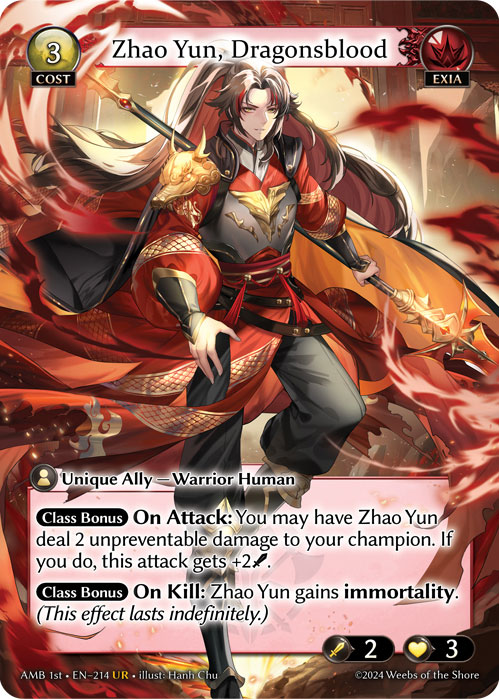 3
COST
Zhao Yun, Dragonsblood
EXIA
Unique Ally — Warrior Human
Class Bonus On Attack: You may have Zhao Yun
deal 2 unpreventable damage to your champion. If
you do, this attack gets +2.
Class Bonus On Kill: Zhao Yun gains immortality.
(This effect lasts indefinitely.)
2
3
AMB 1st • EN-214 UR • illust: Hanh Chu
©2024 Weebs of the Shore